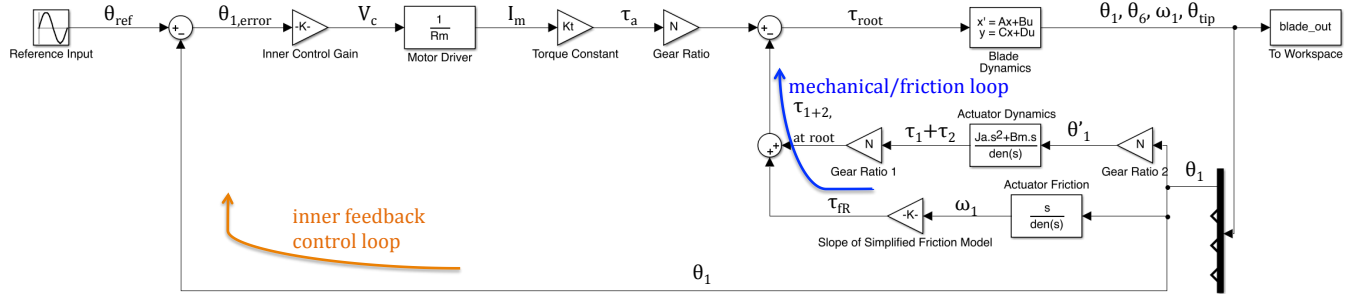 θref
θ1,error
Vc
Im
τa
τroot
θ1, θ6, ω1, θtip
Reference Input
+
-
-K-
Inner Control Gain
1
Rm
Motor Driver
Kt
Torque Constant
N
Gear Ratio
+
-
x' = Ax+Bu
y = Cx+Du
Blade
Dynamics
blade_out
To Workspace
mechanical/friction loop
τ1+2,
at root
+
+
N
Gear Ratio 1
τ1+τ2
Actuator Dynamics
Ja.s²+Bm.s
den(s)
θ'1
N
Gear Ratio 2
θ1
τfR
-K-
Slope of Simplified Friction Model
ω1
Actuator Friction
s
den(s)
inner feedback
control loop
θ1